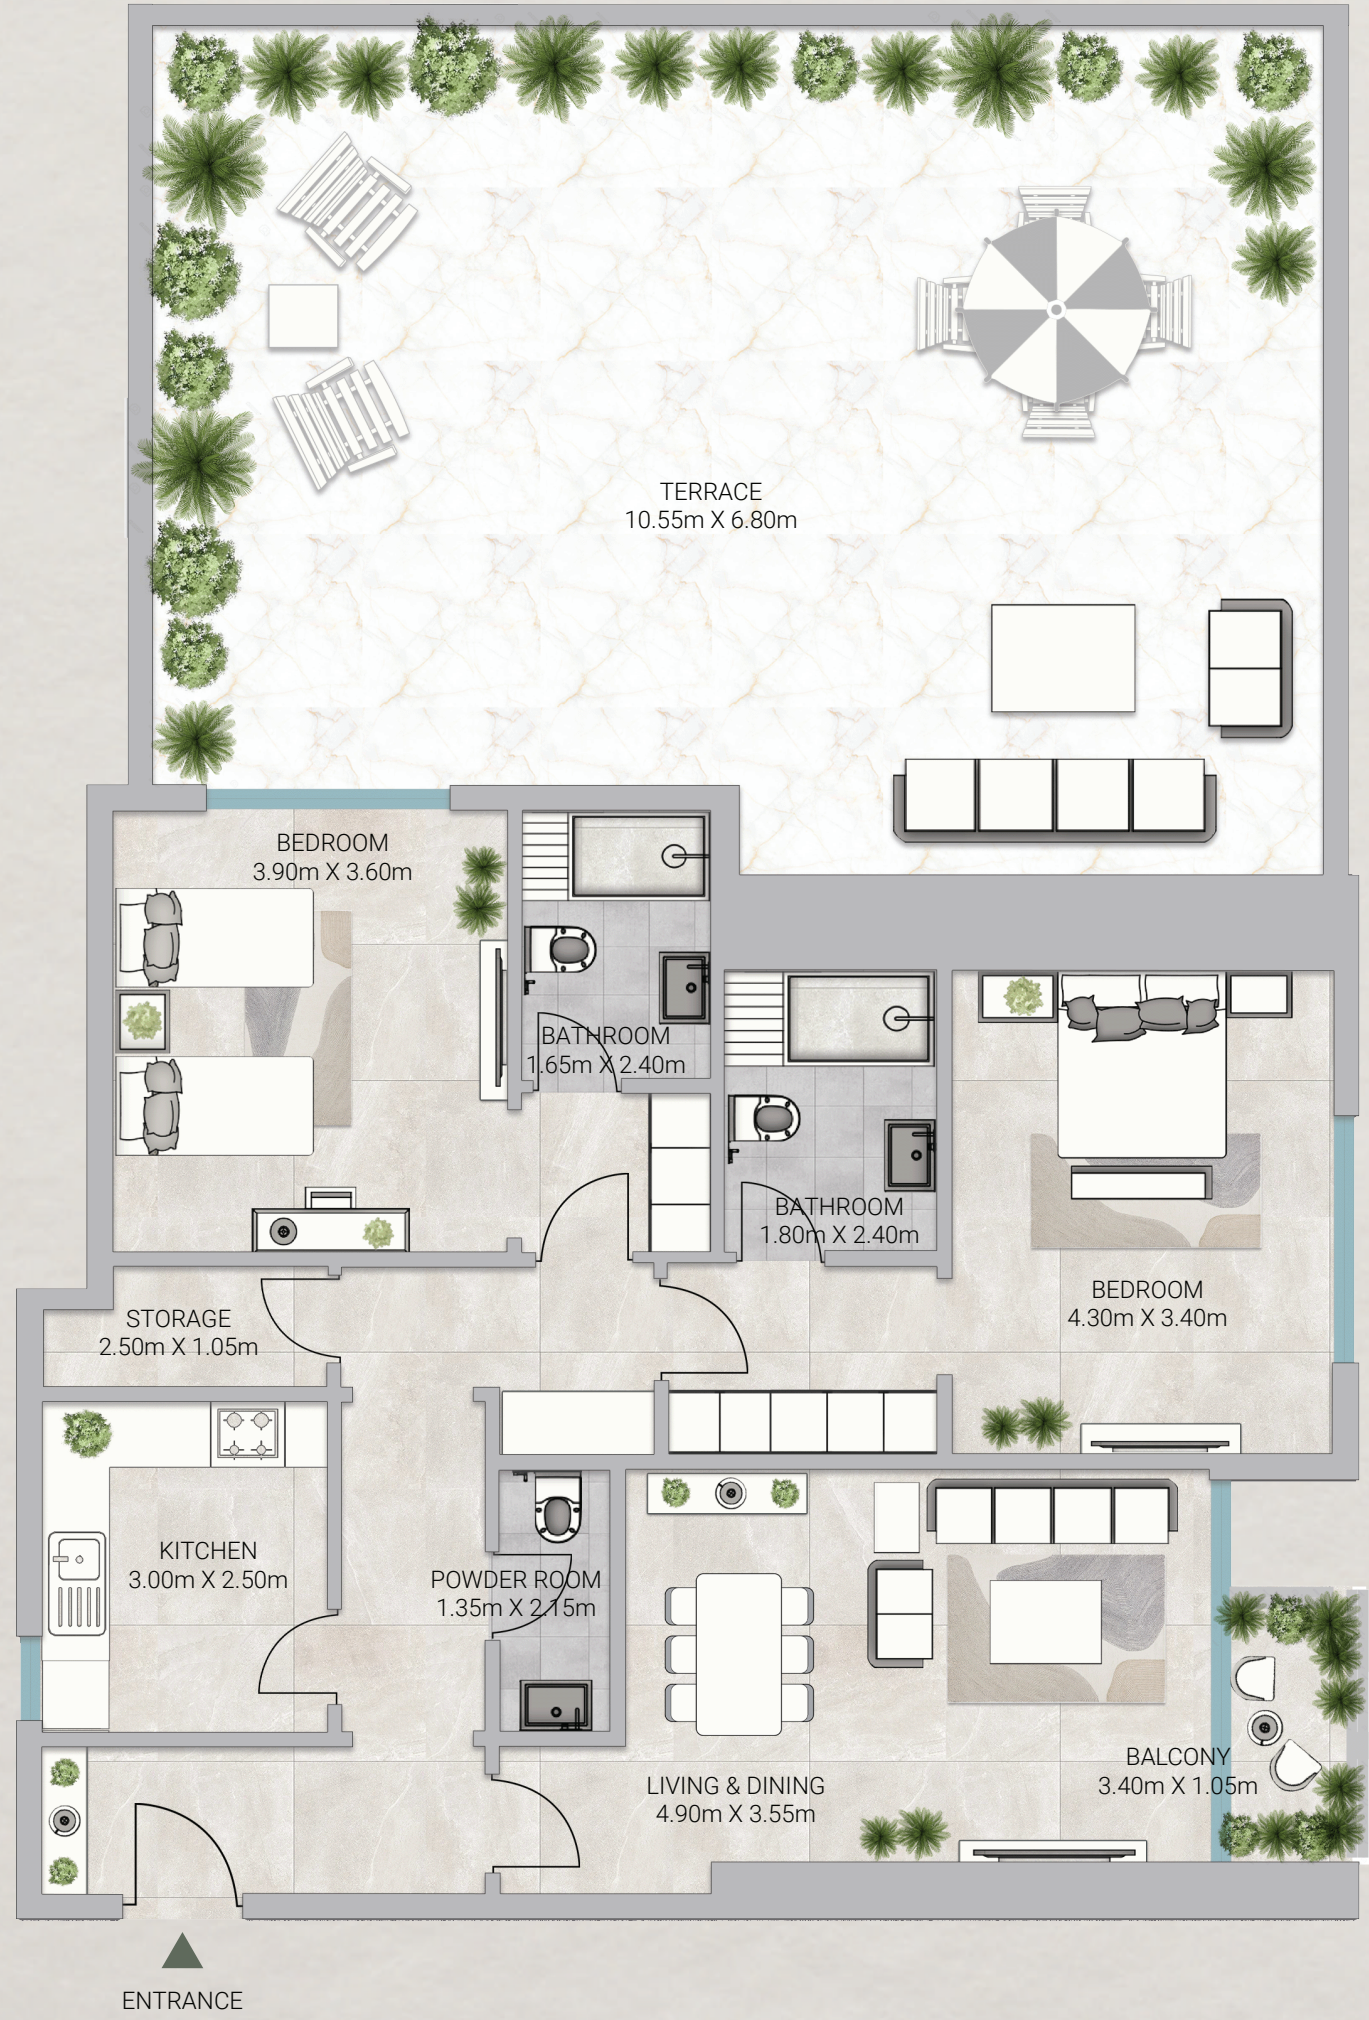 TERRACE
10.55m X 6.80m
BEDROOM
3.90m X 3.60m
BATHROOM
1.65m X 2.40m
BATHROOM
1.80m X 2.40m
BEDROOM
4.30m X 3.40m
STORAGE
2.50m X 1.05m
KITCHEN
3.00m X 2.50m
POWDER ROOM
1.35m X 2.15m
LIVING & DINING
4.90m X 3.55m
BALCONY
3.40m X 1.05m
ENTRANCE